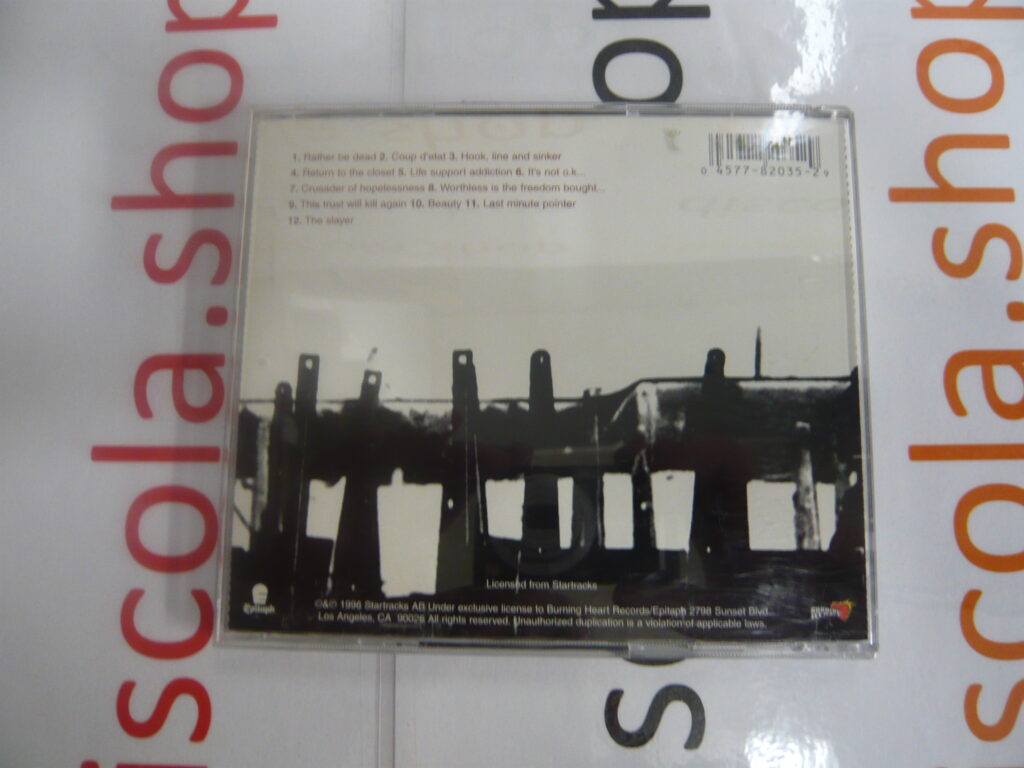 1. Rather be dead 2. Coup d'etat 3. Hook, line and sinker
4. Return to the closet 5. Life support addiction 6. It's not o.k...
7. Crusader of hopelessness 8. Worthless is the freedom bought...
9. This trust will kill again 10. Beauty 11. Last minute pointer
12. The slayer
0 4577-82035-2 9
Licensed from Startracks
Epitaph
©&℗ 1996 Startracks AB Under exclusive license to Burning Heart Records/Epitaph 2798 Sunset Blvd.
Los Angeles, CA 90026 All rights reserved. Unauthorized duplication is a violation of applicable laws.
iscola.shop
iscola.shop